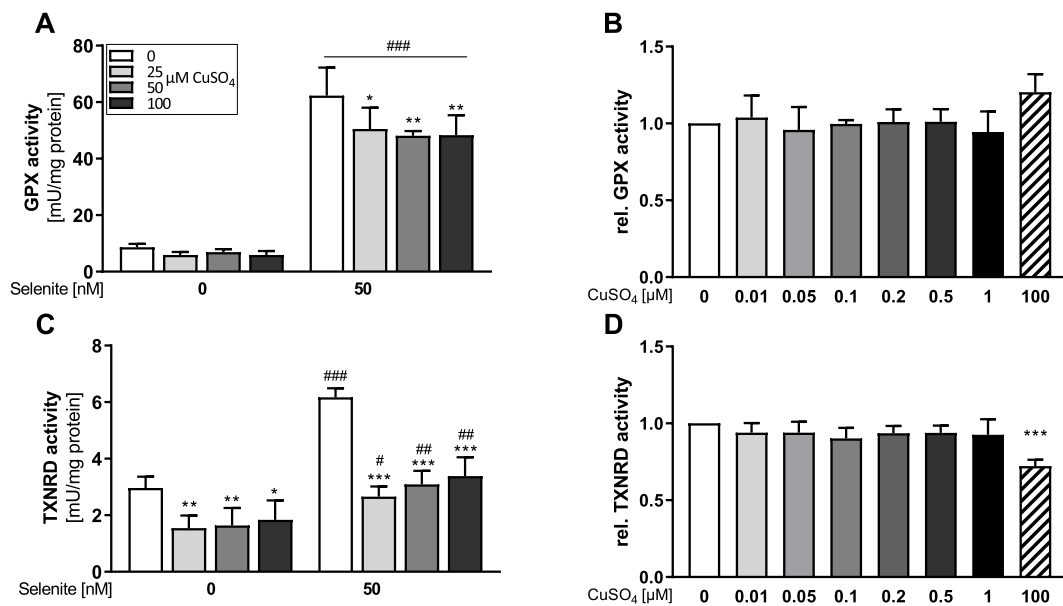 A
GPX activity
[mU/mg protein]
80
60
40
20
0
0
25
50
100
µM CuSO₄
###
*
**
**
Selenite [nM]
0
50
B
rel. GPX activity
1.5
1.0
0.5
0.0
CuSO₄ [µM]
0 0.01 0.05 0.1 0.2 0.5 1 100
C
TXNRD activity
[mU/mg protein]
8
6
4
2
0
**
**
*
###
#
***
##
***
##
***
Selenite [nM]
0
50
D
rel. TXNRD activity
1.5
1.0
0.5
0.0
***
CuSO₄ [µM]
0 0.01 0.05 0.1 0.2 0.5 1 100